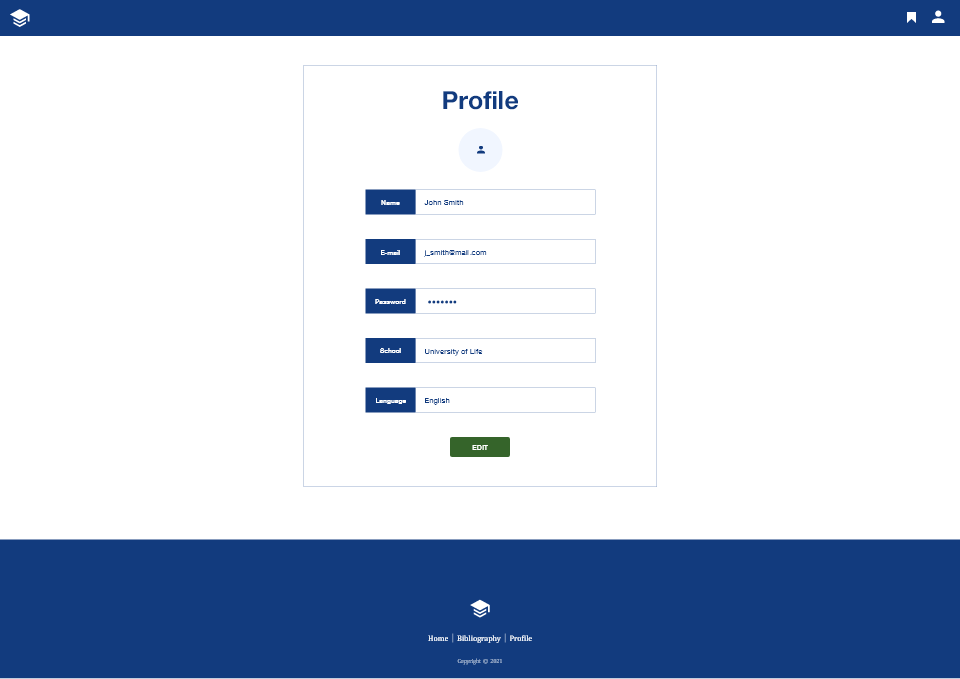 Profile
Name John Smith
E-mail j_smith@mail.com
Password •••••••
School University of Life
Language English
EDIT
Home | Bibliography | Profile
Copyright © 2021